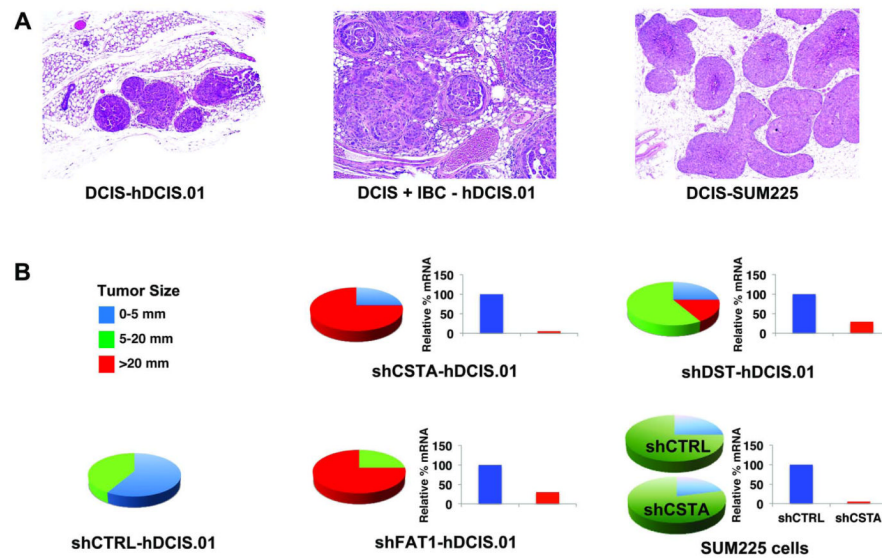 A
DCIS-hDCIS.01
DCIS + IBC - hDCIS.01
DCIS-SUM225
B
Tumor Size
0-5 mm
5-20 mm
>20 mm
Relative % mRNA
150
100
50
0
shCSTA-hDCIS.01
Relative % mRNA
150
100
50
0
shDST-hDCIS.01
shCTRL-hDCIS.01
Relative % mRNA
150
100
50
0
shFAT1-hDCIS.01
shCTRL
shCSTA
Relative % mRNA
150
100
50
0
shCTRL shCSTA
SUM225 cells